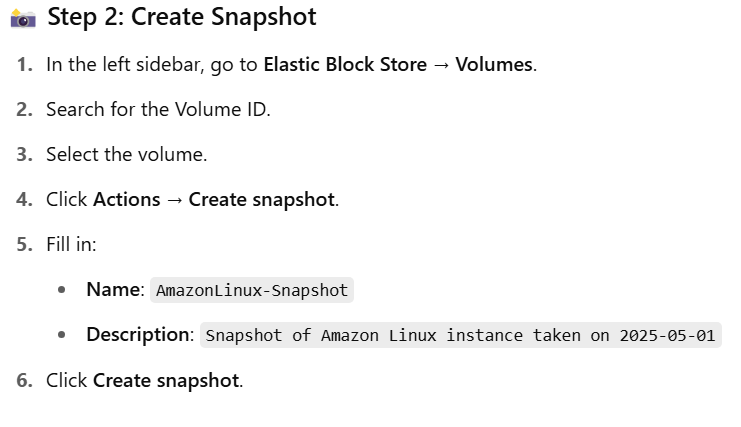 Step 2: Create Snapshot
1. In the left sidebar, go to Elastic Block Store → Volumes.
2. Search for the Volume ID.
3. Select the volume.
4. Click Actions → Create snapshot.
5. Fill in:
• Name: AmazonLinux-Snapshot
• Description: Snapshot of Amazon Linux instance taken on 2025-05-01
6. Click Create snapshot.